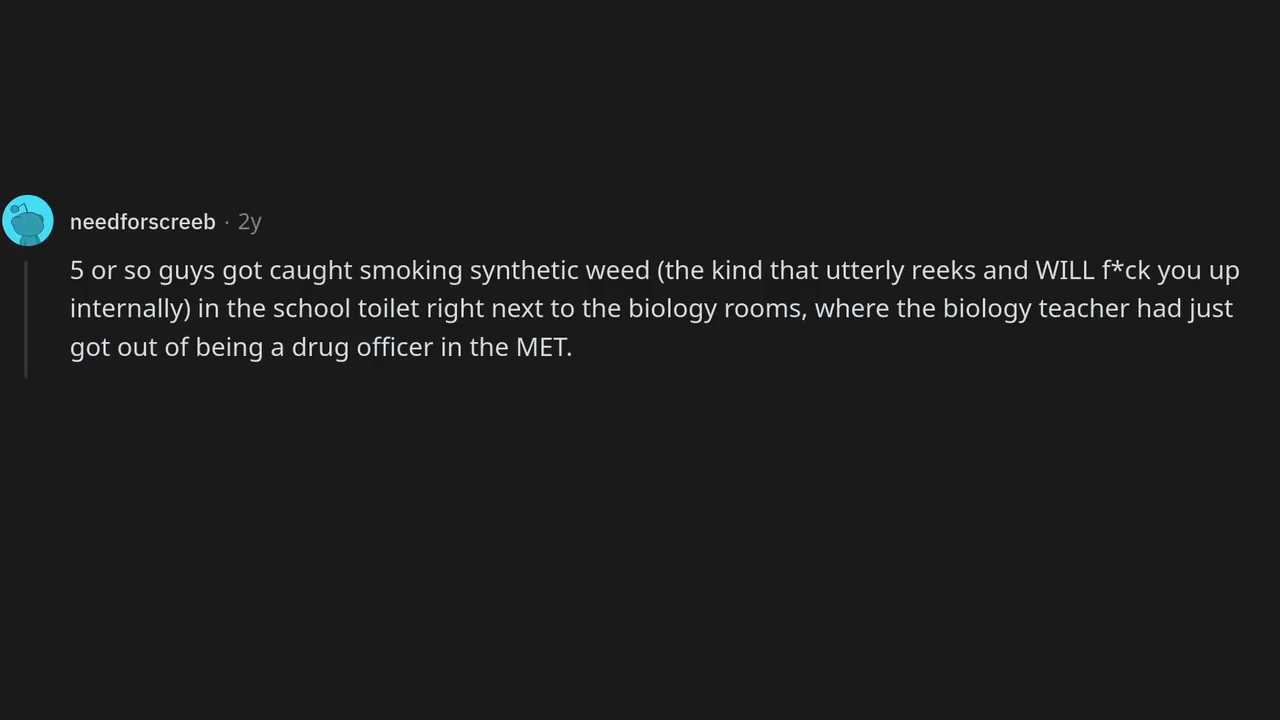 needforscreeb · 2y
5 or so guys got caught smoking synthetic weed (the kind that utterly reeks and WILL f*ck you up
internally) in the school toilet right next to the biology rooms, where the biology teacher had just
got out of being a drug officer in the MET.